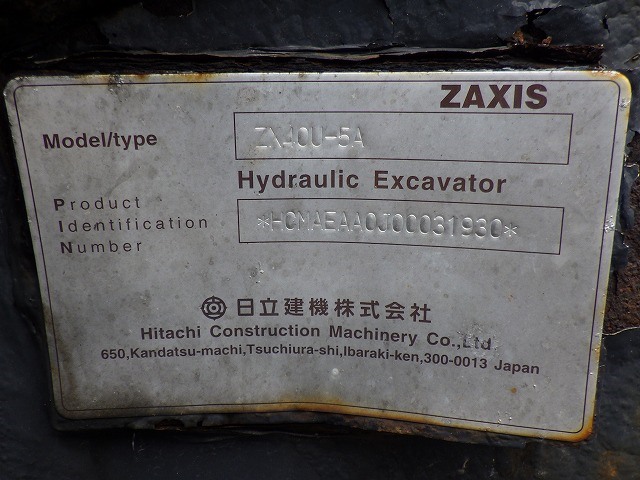 ZAXIS
Model/type ZX40U-5A
Hydraulic Excavator
Product
Identification
Number
*HCMAEAA0J00031930*
日立建機株式会社
Hitachi Construction Machinery Co.,Ltd.
650,Kandatsu-machi,Tsuchiura-shi,Ibaraki-ken,300-0013 Japan